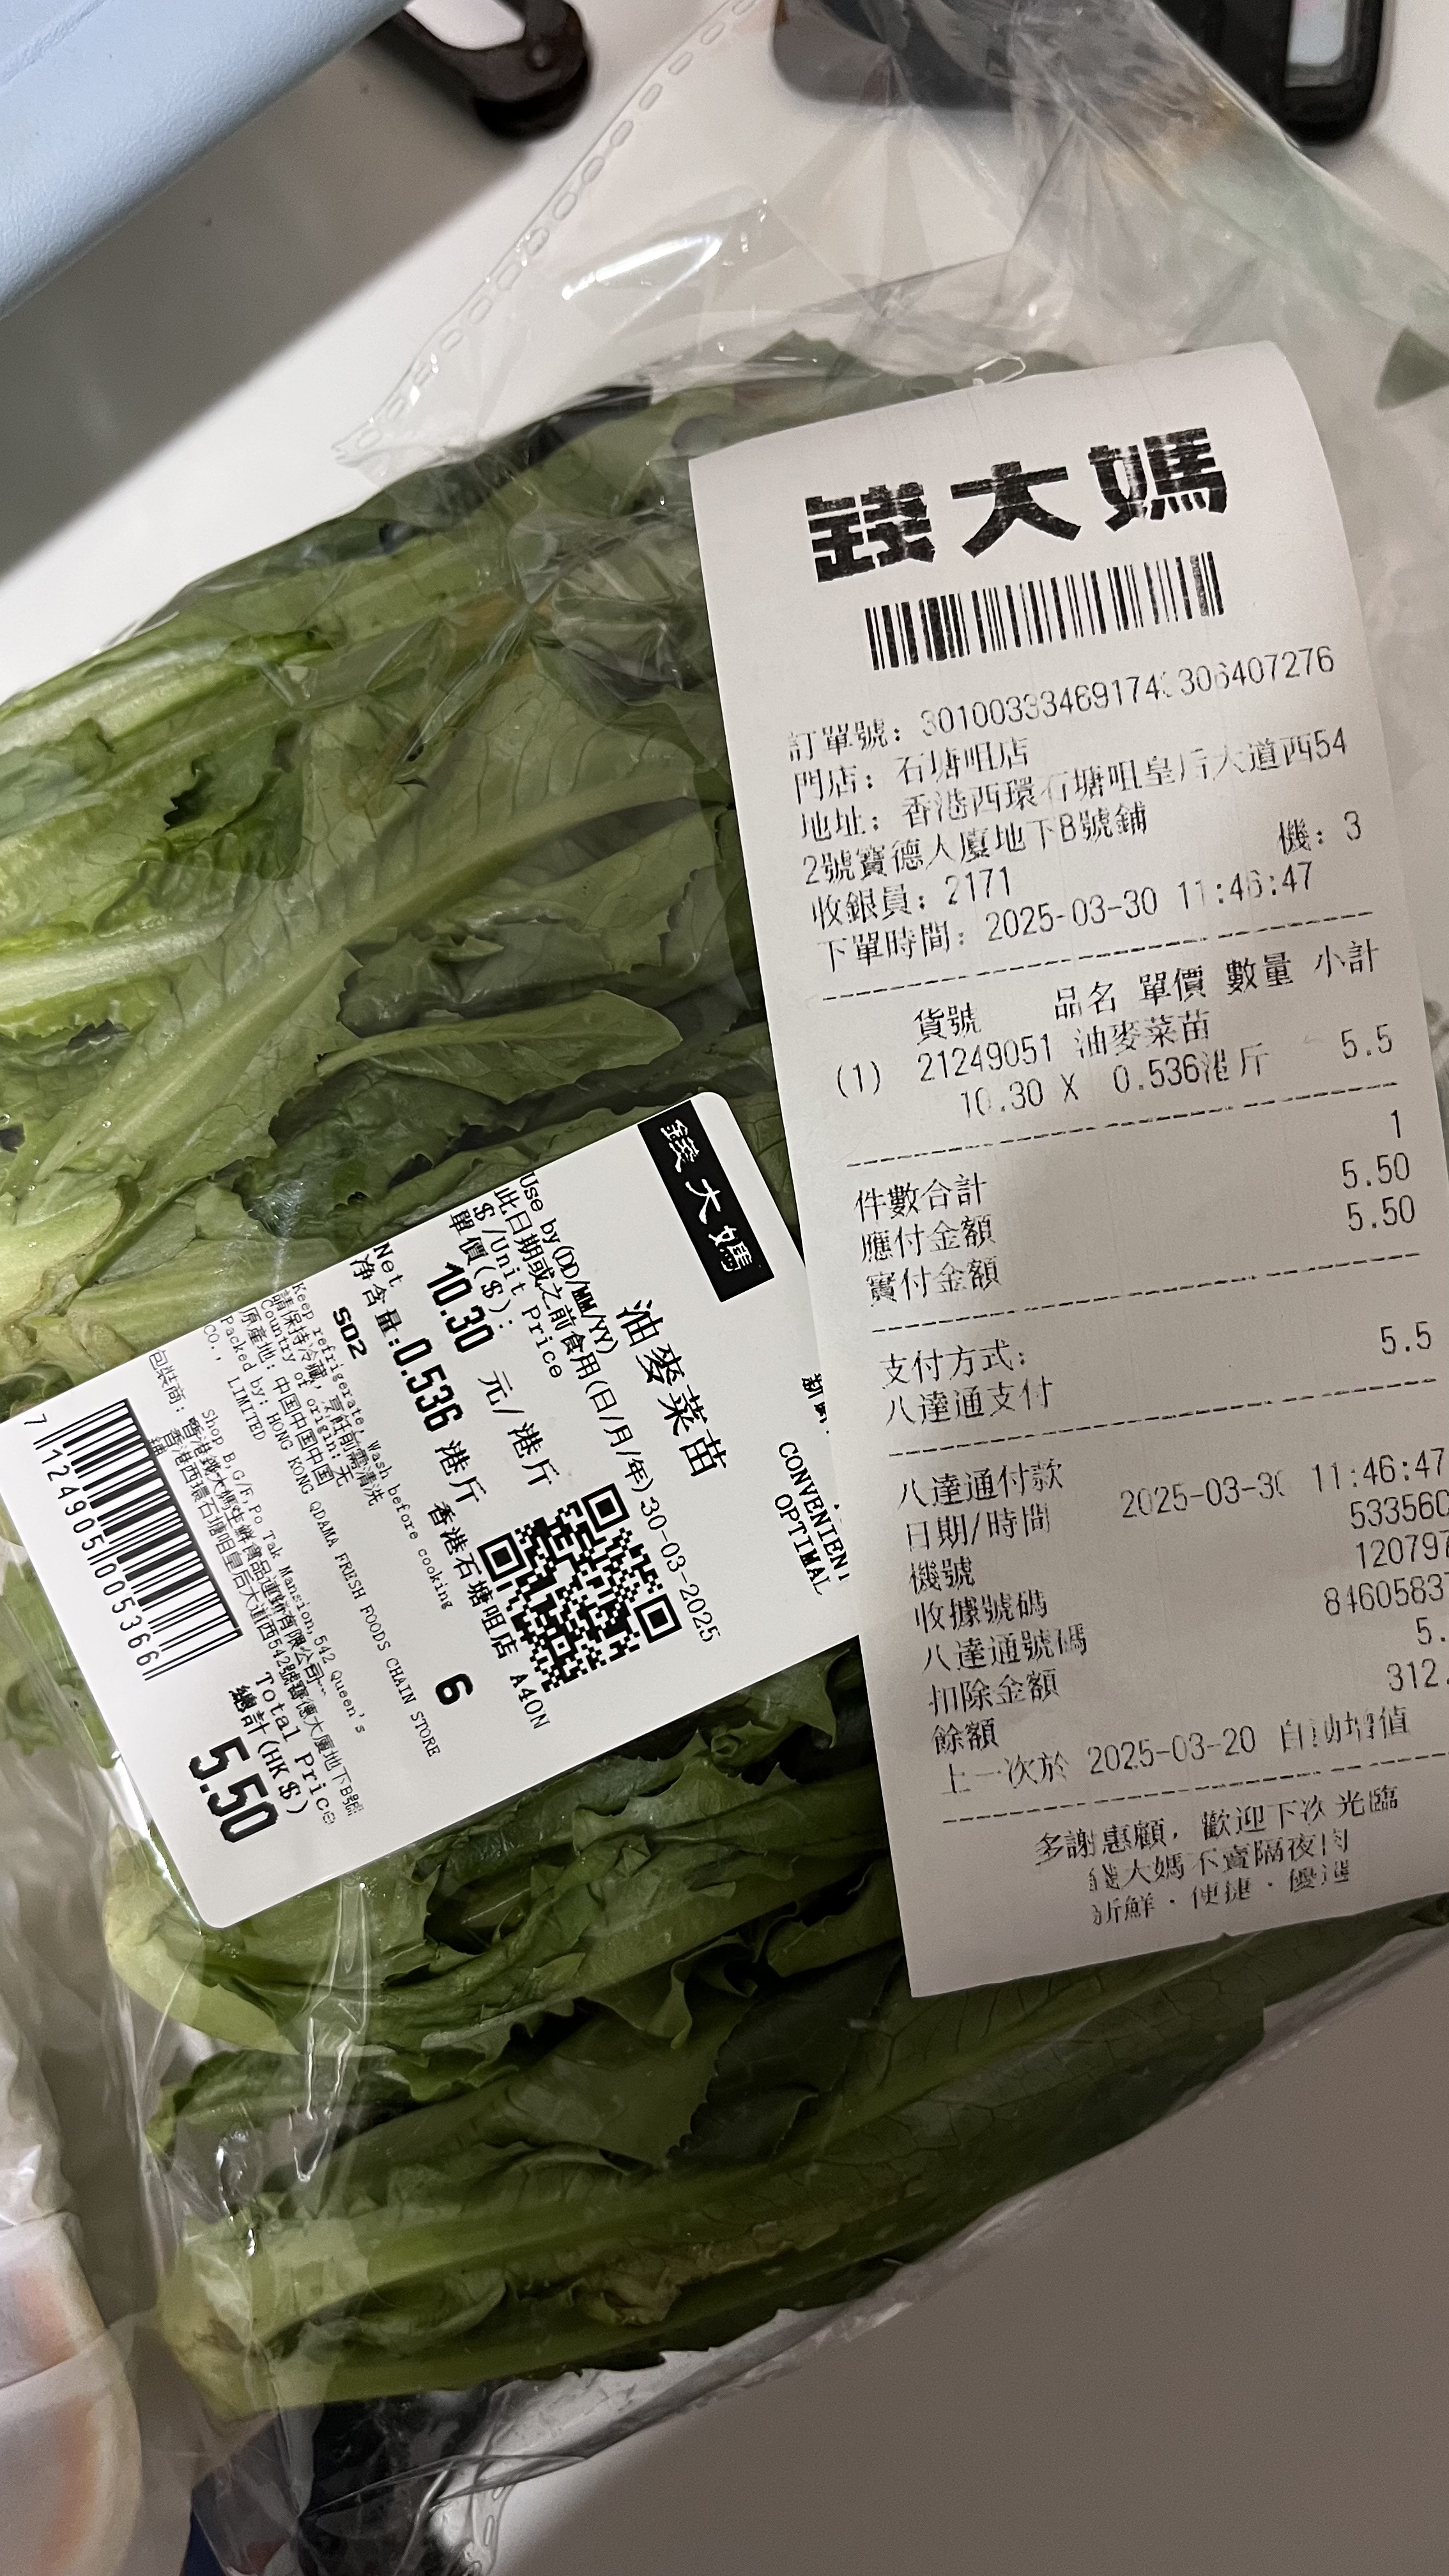 錢大媽
訂單號: 301003334691743306407276
門店: 石塘咀店
地址: 香港西環石塘咀皇后大道西54
2號寶德大廈地下B號鋪
收銀員: 2171 機: 3
下單時間: 2025-03-30 11:46:47
貨號 品名 單價 數量 小計
(1) 21249051 油麥菜苗
10.30 X 0.536港斤 5.5
件數合計 1
應付金額 5.50
實付金額 5.50
支付方式:
八達通支付 5.5
八達通付款
日期/時間 2025-03-30 11:46:47
機號 533560
收據號碼 120797
八達通號碼 8460583
扣除金額 5.
餘額 312.
上一次於 2025-03-20 自動增值
多謝惠顧, 歡迎下次光臨
錢大媽不賣隔夜肉
新鮮·便捷·優選
錢大媽
CONVENIENT
OPTIMAL
油麥菜苗
Use by(DD/MM/YY)
此日期或之前食用(日/月/年)30-03-2025
$/Unit Price
單價($):
10.30 元/港斤
Net
净含量:0.536 港斤 香港石塘咀店 A40N
S02 6
Keep refrigerate, Wash before cooking
請保持冷藏,烹飪前需清洗
Country of origin: 无
原產地: 中国中国中国
Packed by: HONG KONG QDAMA FRESH FOODS CHAIN STORE
CO., LIMITED
Shop B,G/F,Po Tak Mansion,542 Queen's
包裝商: 香港錢大媽生鮮食品連鎖有限公司
香港西環石塘咀皇后大道西542號寶德大廈地下B號
鋪
7 124905 005366
Total Price
總計(HK$)
5.50